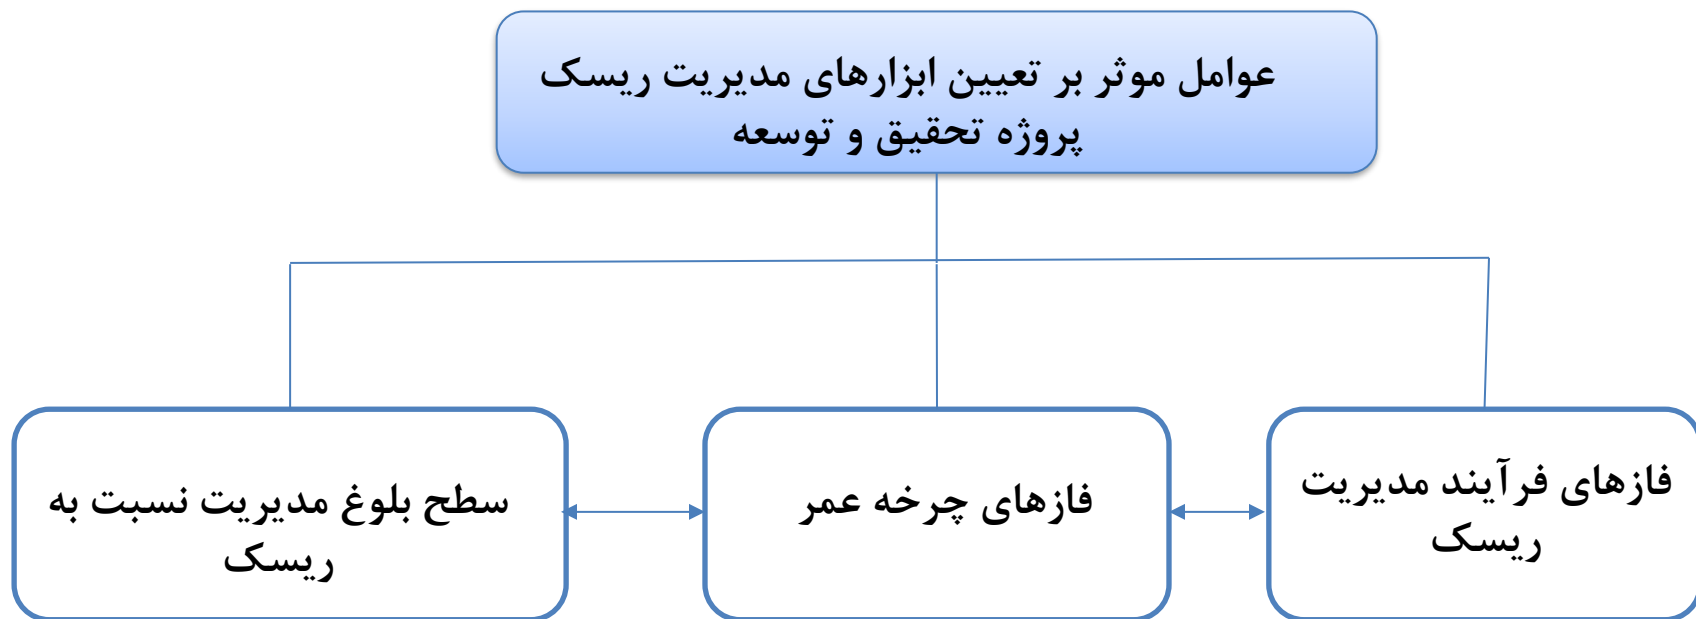 عوامل موثر بر تعیین ابزارهای مدیریت ریسک
پروژه تحقیق و توسعه
فازهای فرآیند مدیریت
ریسک
فازهای چرخه عمر
سطح بلوغ مدیریت نسبت به
ریسک